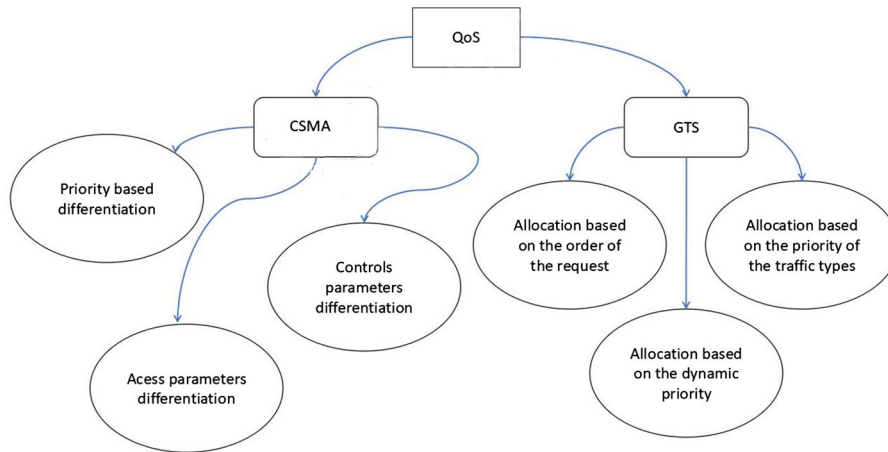 QoS
CSMA
GTS
Priority based
differentiation
Acess parameters
differentiation
Controls
parameters
differentiation
Allocation based
on the order of
the request
Allocation based
on the dynamic
priority
Allocation based
on the priority of
the traffic types